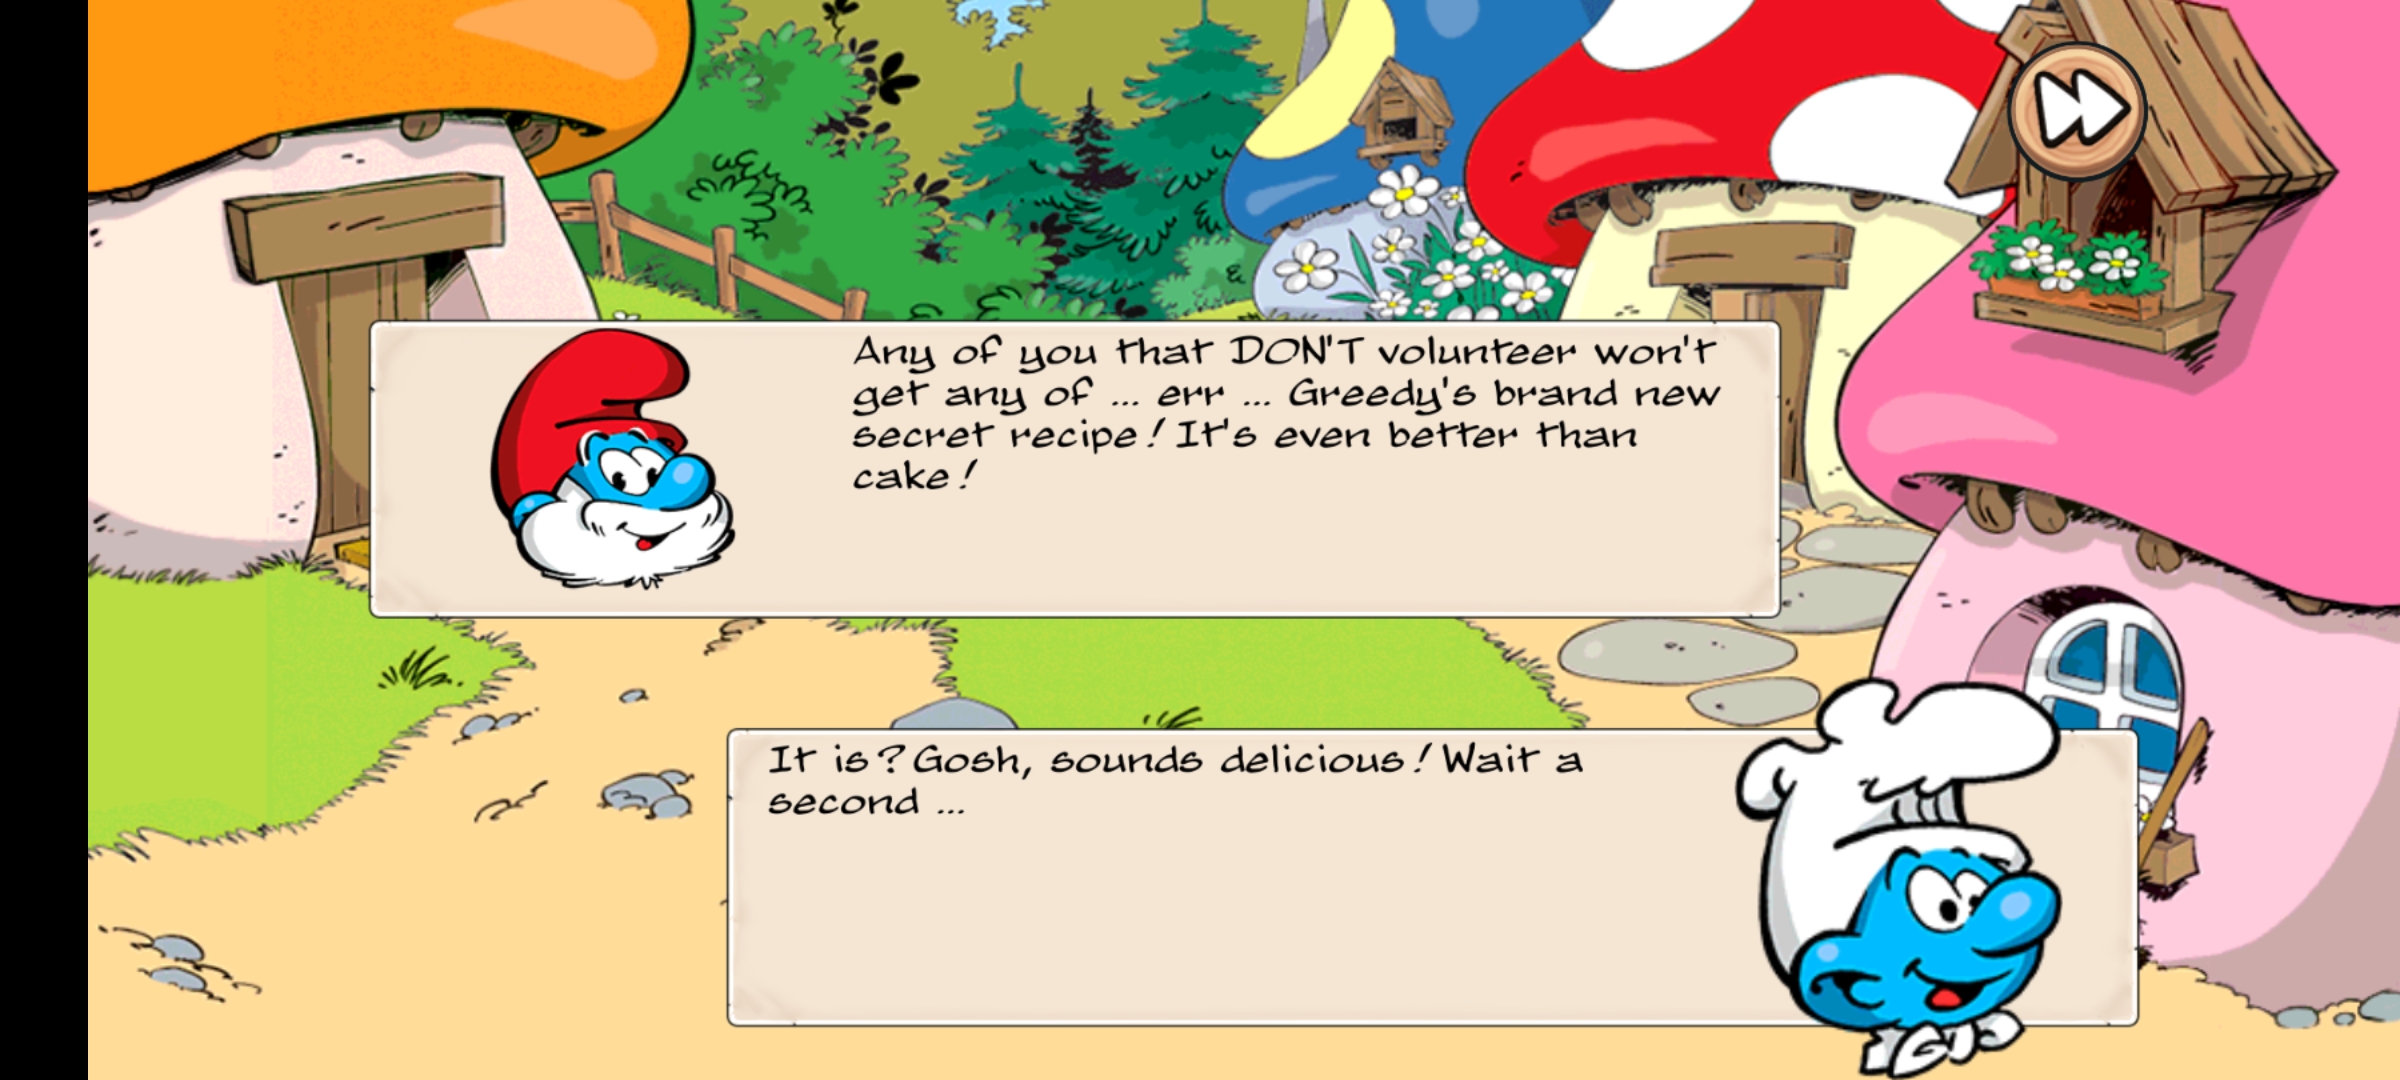 Any of you that DON'T volunteer won't
get any of ... err ... Greedy's brand new
secret recipe! It's even better than
cake!
It is? Gosh, sounds delicious! Wait a
second ...